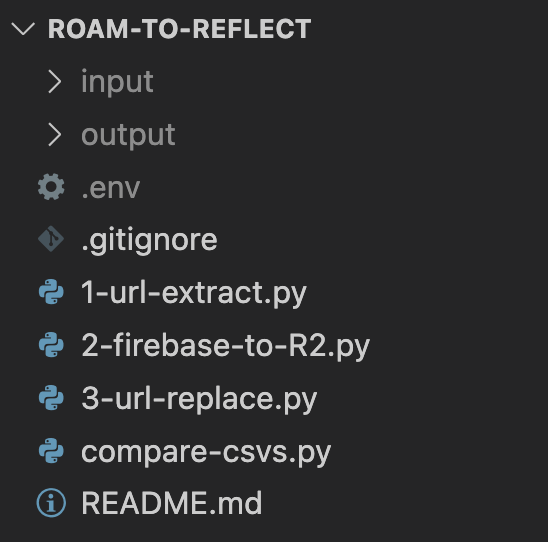 ROAM-TO-REFLECT
input
output
.env
.gitignore
1-url-extract.py
2-firebase-to-R2.py
3-url-replace.py
compare-csvs.py
README.md